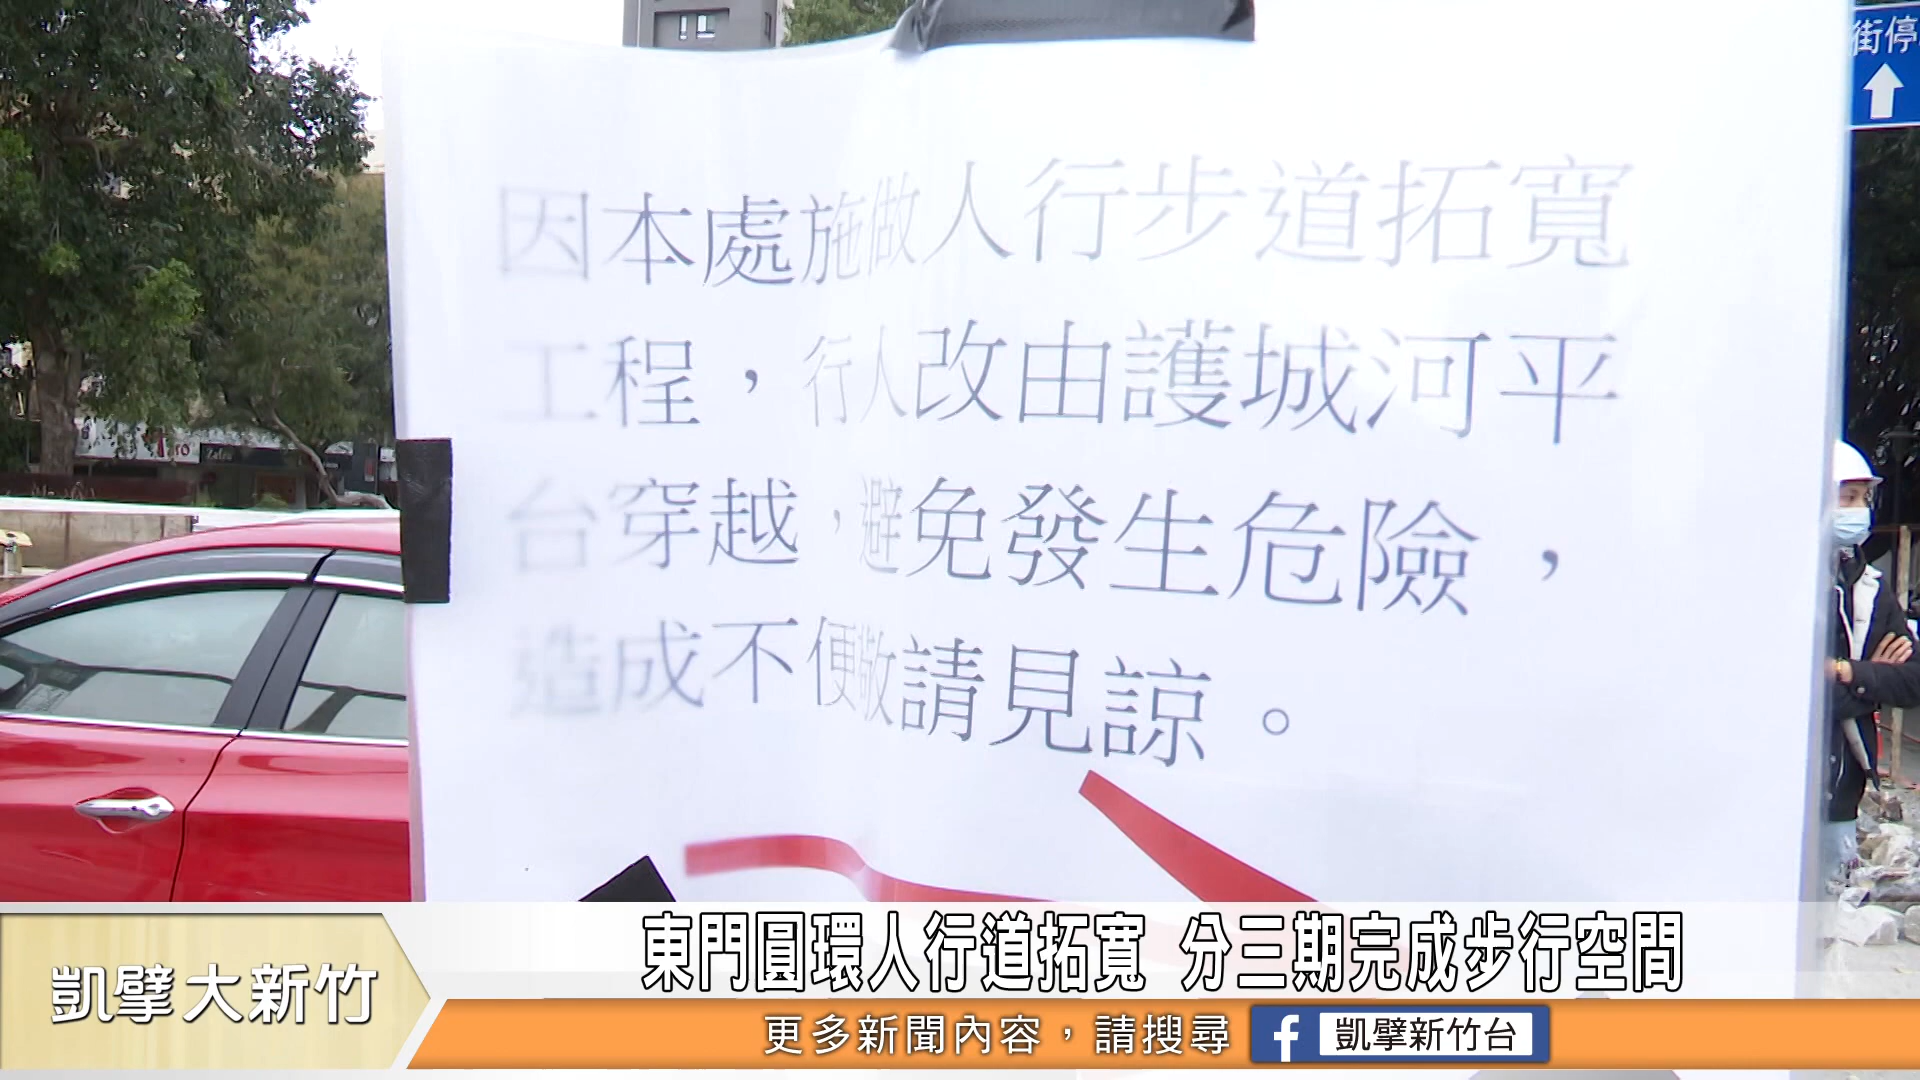 街停
因本處施做人行步道拓寬
工程，行人改由護城河平
台穿越，避免發生危險，
造成不便敬請見諒。
東門圓環人行道拓寬 分三期完成步行空間
凱擘大新竹
更多新聞內容，請搜尋 凱擘新竹台